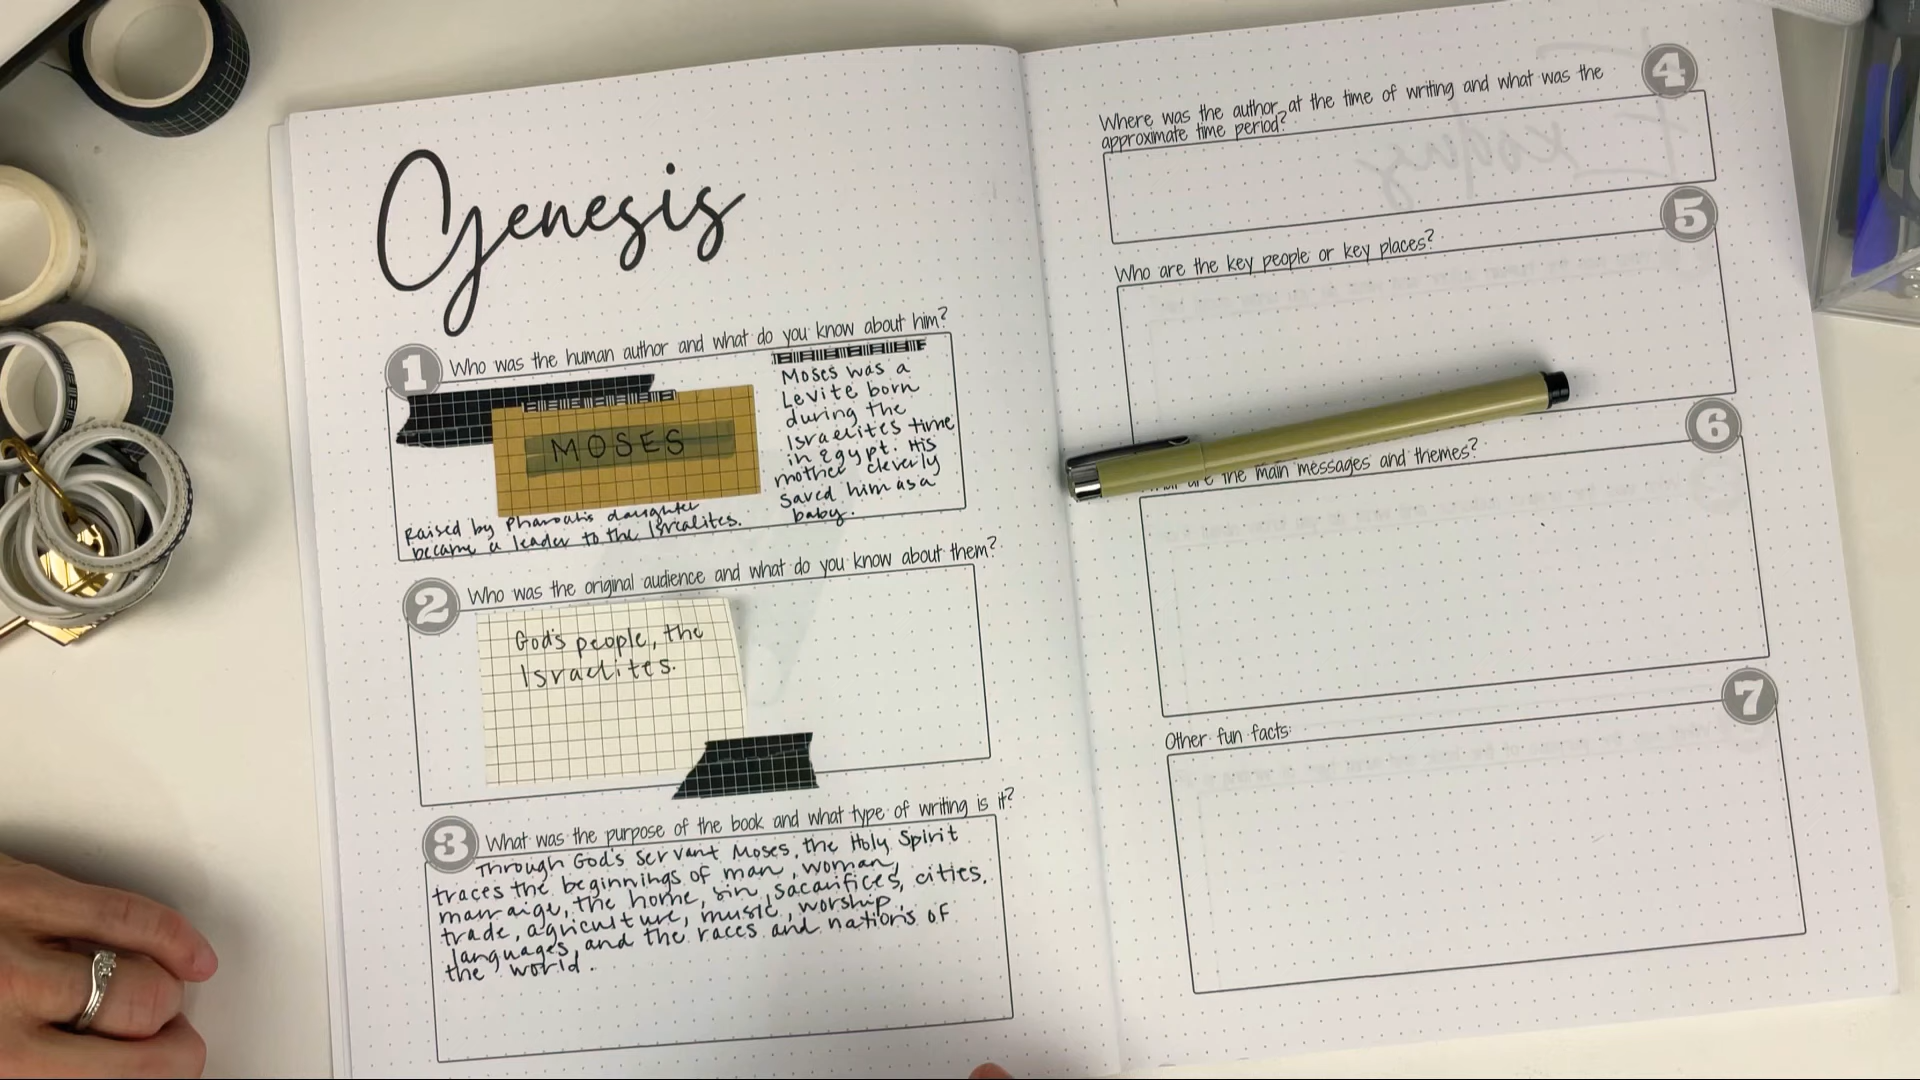 Genesis
1
Who was the human author and what do you know about him?
MOSES
Moses was a
Levite born
during the
Israelites time
in Egypt. His
mother cleverly
saved him as a
baby.
raised by Pharoah's daughter
became a leader to the Isrealites.
2
Who was the original audience and what do you know about them?
God's people, the
Israelites.
3
What was the purpose of the book and what type of writing is it?
Through God's servant Moses, the Holy Spirit
traces the beginnings of man, woman,
marraige, the home, sin, sacarifices, cities,
trade, agriculture, music, worship,
languages, and the races and nations of
the world.
4
Where was the author at the time of writing and what was the
approximate time period?
5
Who are the key people or key places?
6
are the main messages and themes?
7
Other fun facts:
Exodus